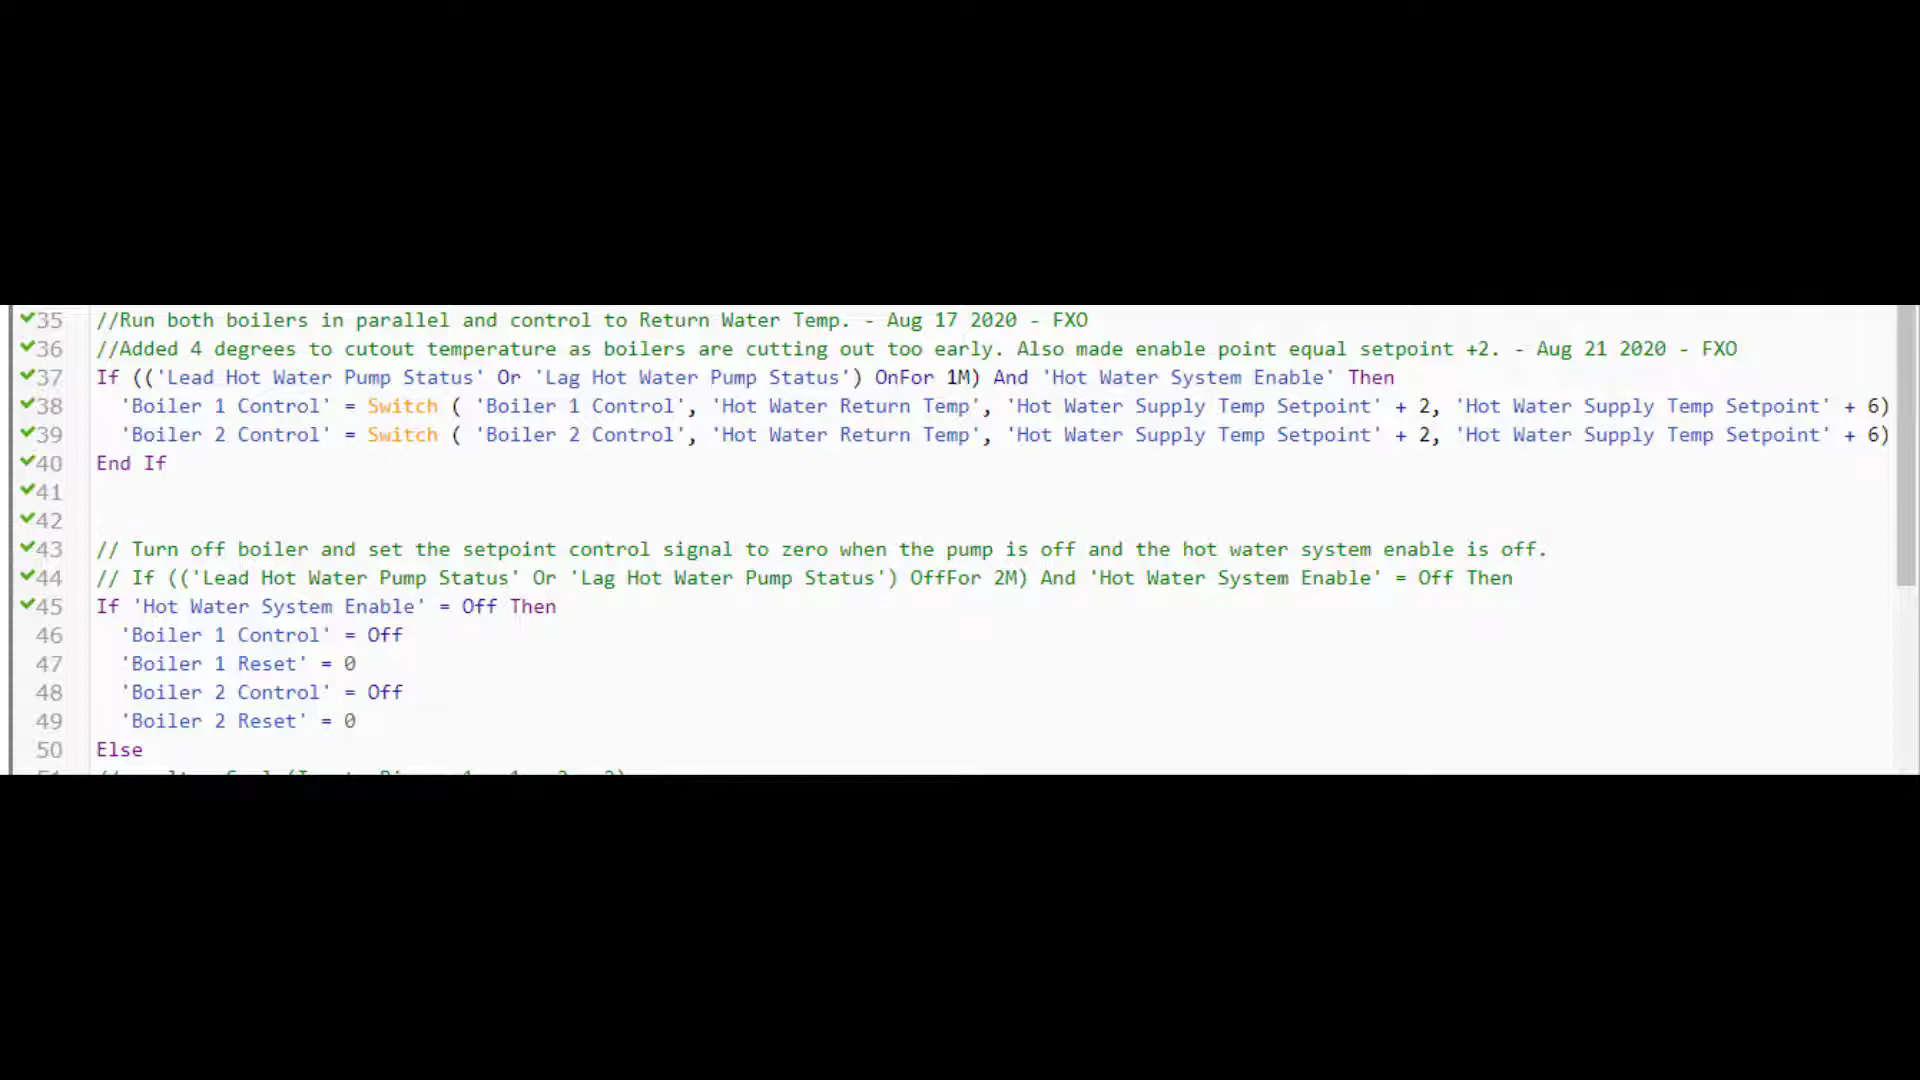 35 //Run both boilers in parallel and control to Return Water Temp. - Aug 17 2020 - FXO
36 //Added 4 degrees to cutout temperature as boilers are cutting out too early. Also made enable point equal setpoint +2. - Aug 21 2020 - FXO
37 If (('Lead Hot Water Pump Status' Or 'Lag Hot Water Pump Status') OnFor 1M) And 'Hot Water System Enable' Then
38 'Boiler 1 Control' = Switch ( 'Boiler 1 Control', 'Hot Water Return Temp', 'Hot Water Supply Temp Setpoint' + 2, 'Hot Water Supply Temp Setpoint' + 6)
39 'Boiler 2 Control' = Switch ( 'Boiler 2 Control', 'Hot Water Return Temp', 'Hot Water Supply Temp Setpoint' + 2, 'Hot Water Supply Temp Setpoint' + 6)
40 End If
41
42
43 // Turn off boiler and set the setpoint control signal to zero when the pump is off and the hot water system enable is off.
44 // If (('Lead Hot Water Pump Status' Or 'Lag Hot Water Pump Status') OffFor 2M) And 'Hot Water System Enable' = Off Then
45 If 'Hot Water System Enable' = Off Then
46 'Boiler 1 Control' = Off
47 'Boiler 1 Reset' = 0
48 'Boiler 2 Control' = Off
49 'Boiler 2 Reset' = 0
50 Else